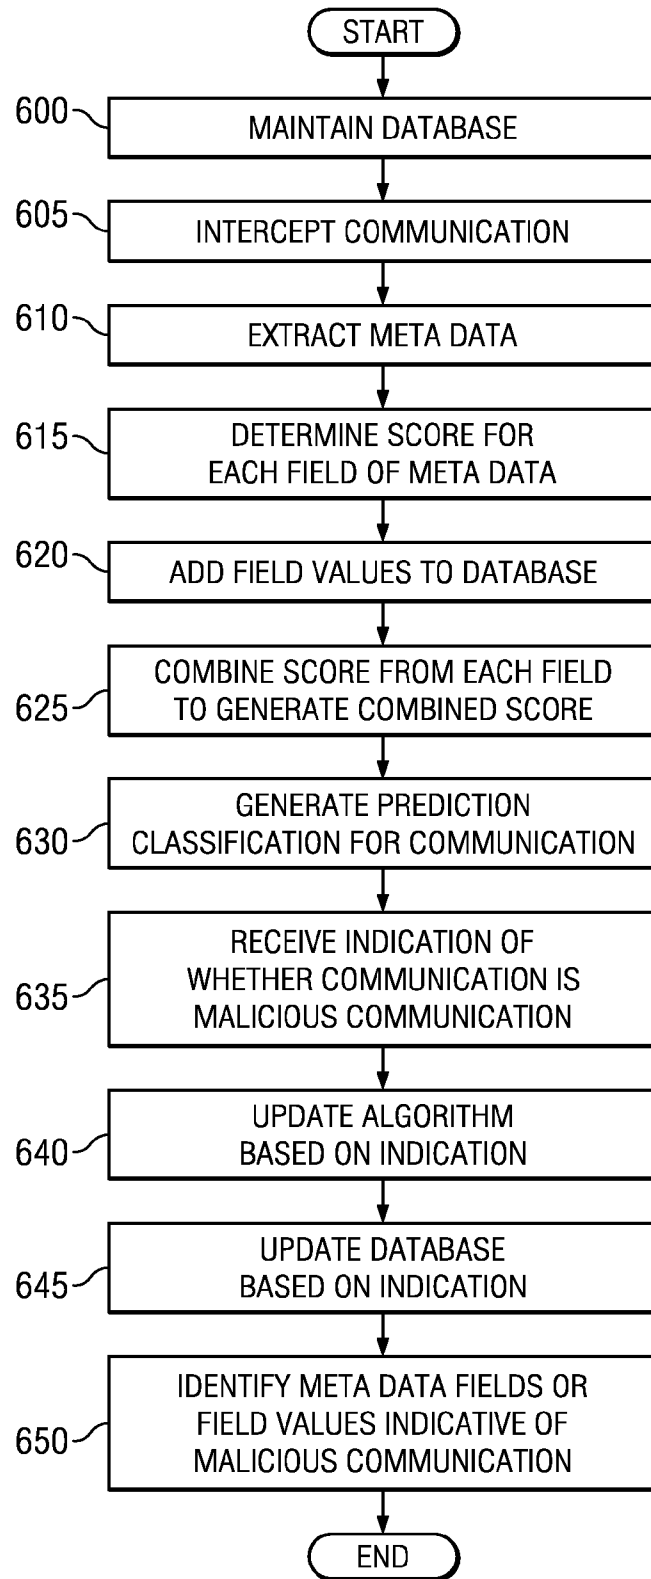 START
600
MAINTAIN DATABASE
605
INTERCEPT COMMUNICATION
610
EXTRACT META DATA
615
DETERMINE SCORE FOR
EACH FIELD OF META DATA
620
ADD FIELD VALUES TO DATABASE
625
COMBINE SCORE FROM EACH FIELD
TO GENERATE COMBINED SCORE
630
GENERATE PREDICTION
CLASSIFICATION FOR COMMUNICATION
635
RECEIVE INDICATION OF
WHETHER COMMUNICATION IS
MALICIOUS COMMUNICATION
640
UPDATE ALGORITHM
BASED ON INDICATION
645
UPDATE DATABASE
BASED ON INDICATION
650
IDENTIFY META DATA FIELDS OR
FIELD VALUES INDICATIVE OF
MALICIOUS COMMUNICATION
END